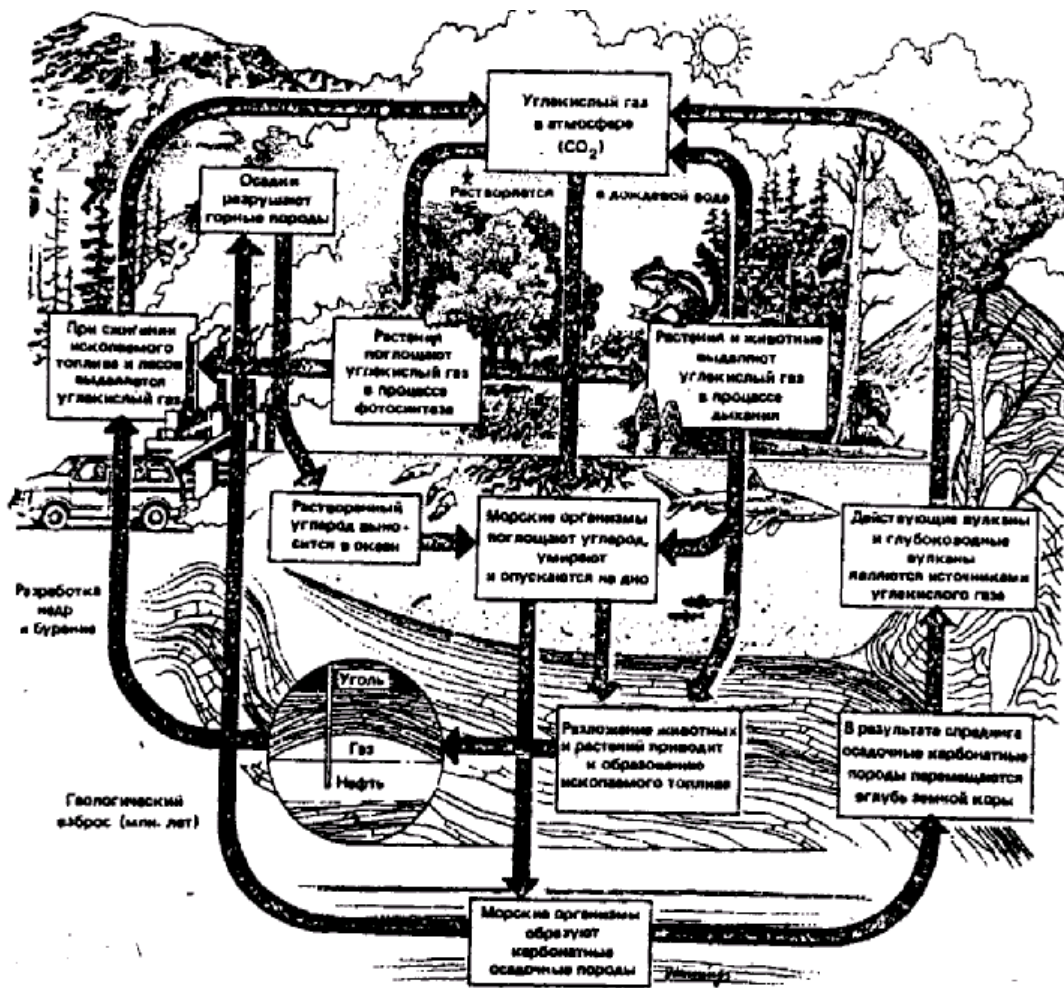 Углекислый газ
в атмосфере
(CO₂)
Растворяется
в дождевой воде
Осадки
разрушают
горные породы
При сжигании
ископаемого
топлива и лесов
выделяется
углекислый газ
Растения
поглощают
углекислый газ
в процессе
фотосинтеза
Растения и животные
выделяют
углекислый газ
в процессе
дыхания
Растворенный
углерод выно-
сится в океан
Морские организмы
поглощают углерод,
умирают
и опускаются на дно
Действующие вулканы
и глубоководные
вулканы
являются источниками
углекислого газа
Разработка
недр
и бурение
Уголь
Газ
Нефть
Разложение животных
и растений приводит
к образованию
ископаемого топлива
В результате спрединга
осадочные карбонатные
породы перемещаются
вглубь земной коры
Геологический
взброс (млн. лет)
Морские организмы
образуют
карбонатные
осадочные породы